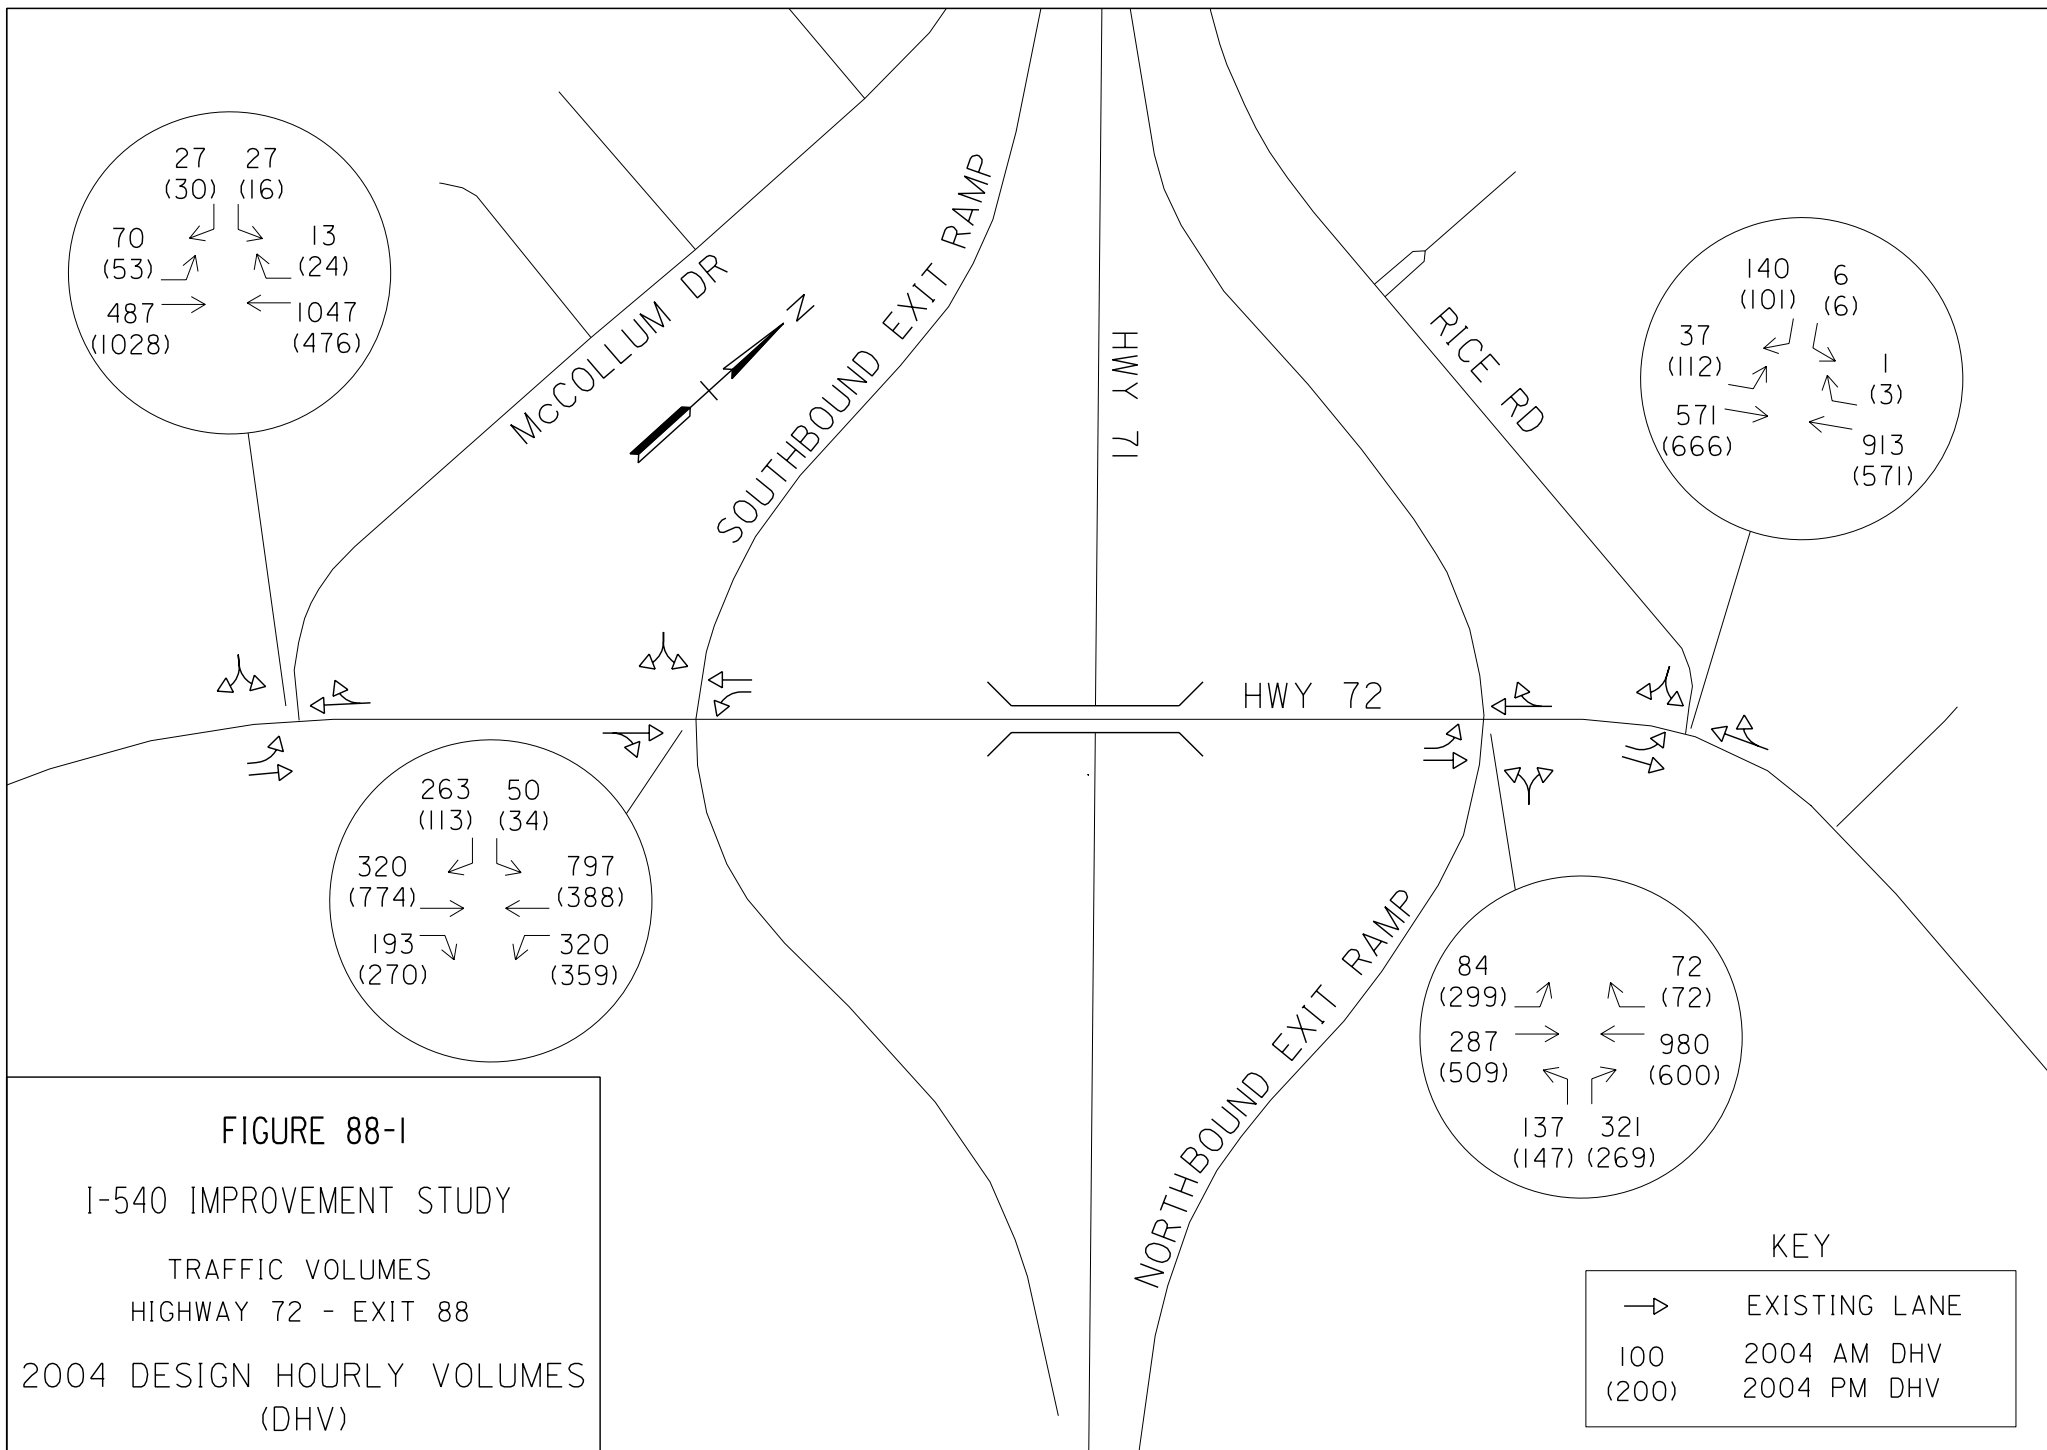 27 27
(30) (16)
70 13
(53) (24)
487 1047
(1028) (476)
140 6
(101) (6)
37 1
(112) (3)
571 913
(666) (571)
McCOLLUM DR
N
SOUTHBOUND EXIT RAMP
HWY 71
RICE RD
HWY 72
263 50
(113) (34)
320 797
(774) (388)
193 320
(270) (359)
84 72
(299) (72)
287 980
(509) (600)
137 321
(147) (269)
NORTHBOUND EXIT RAMP
FIGURE 88-1
I-540 IMPROVEMENT STUDY
TRAFFIC VOLUMES
HIGHWAY 72 - EXIT 88
2004 DESIGN HOURLY VOLUMES
(DHV)
KEY
EXISTING LANE
100 2004 AM DHV
(200) 2004 PM DHV